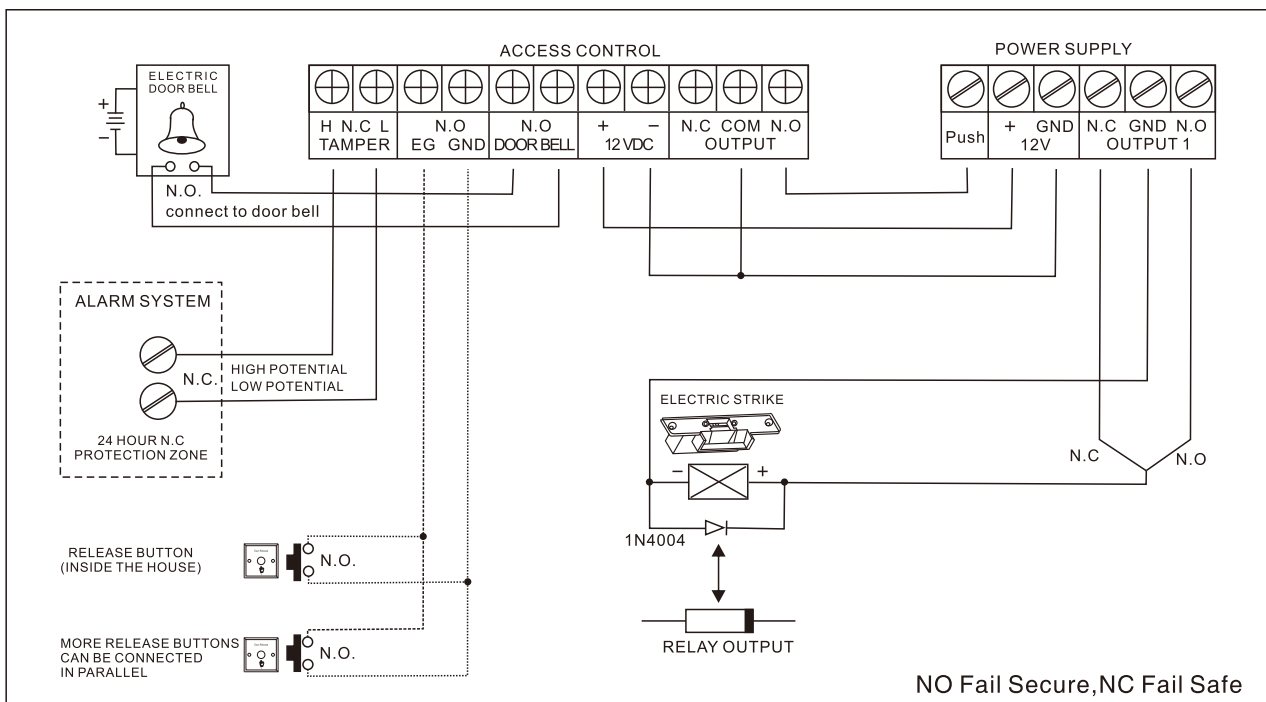 ACCESS CONTROL
POWER SUPPLY
ELECTRIC
DOOR BELL
+
−
N.O.
connect to door bell
H N.C L
TAMPER
N.O
EG GND
N.O
DOOR BELL
+ −
12 VDC
N.C COM N.O
OUTPUT
Push
+ GND
12V
N.C GND N.O
OUTPUT 1
ALARM SYSTEM
N.C.
HIGH POTENTIAL
LOW POTENTIAL
24 HOUR N.C
PROTECTION ZONE
ELECTRIC STRIKE
− +
N.C
N.O
1N4004
RELAY OUTPUT
RELEASE BUTTON
(INSIDE THE HOUSE)
N.O.
MORE RELEASE BUTTONS
CAN BE CONNECTED
IN PARALLEL
N.O.
NO Fail Secure,NC Fail Safe